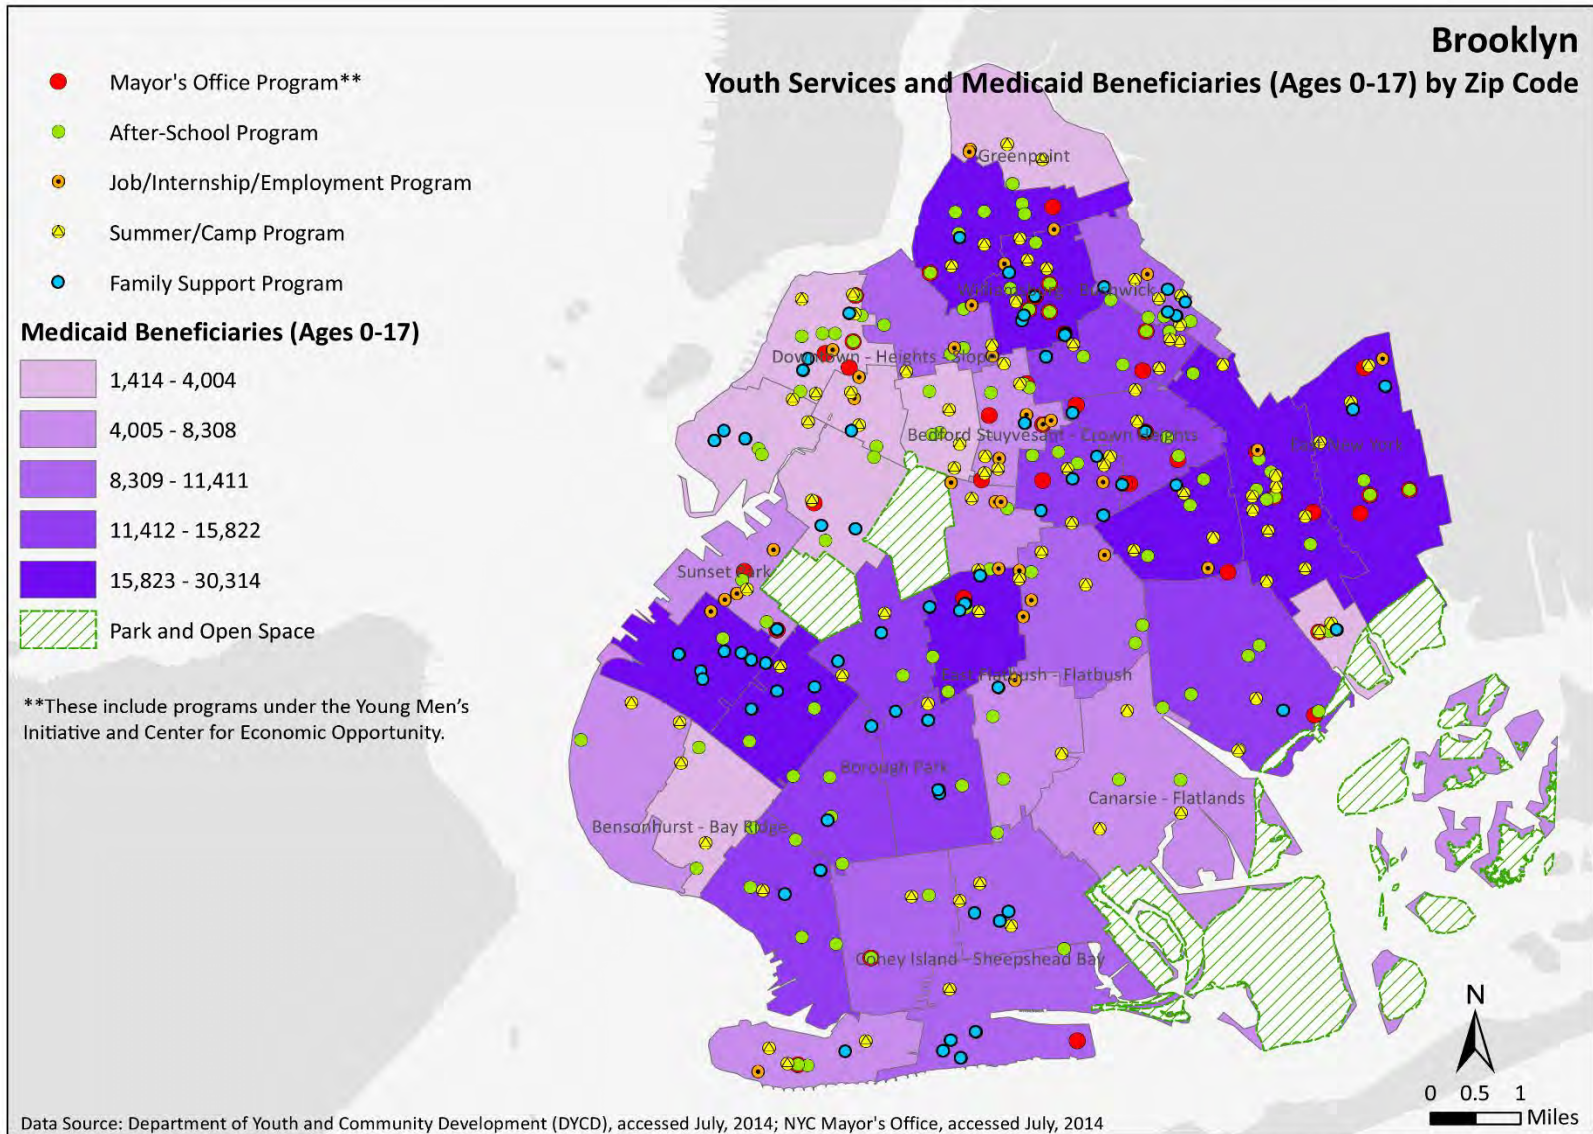 Brooklyn
Youth Services and Medicaid Beneficiaries (Ages 0-17) by Zip Code
Mayor's Office Program**
After-School Program
Job/Internship/Employment Program
Summer/Camp Program
Family Support Program
Medicaid Beneficiaries (Ages 0-17)
1,414 - 4,004
4,005 - 8,308
8,309 - 11,411
11,412 - 15,822
15,823 - 30,314
Park and Open Space
**These include programs under the Young Men's
Initiative and Center for Economic Opportunity.
Greenpoint
Williamsburg - Bushwick
Downtown - Heights - Slope
Bedford Stuyvesant - Crown Heights
East New York
Sunset Park
East Flatbush - Flatbush
Borough Park
Canarsie - Flatlands
Bensonhurst - Bay Ridge
Coney Island - Sheepshead Bay
N
0 0.5 1
Miles
Data Source: Department of Youth and Community Development (DYCD), accessed July, 2014; NYC Mayor's Office, accessed July, 2014